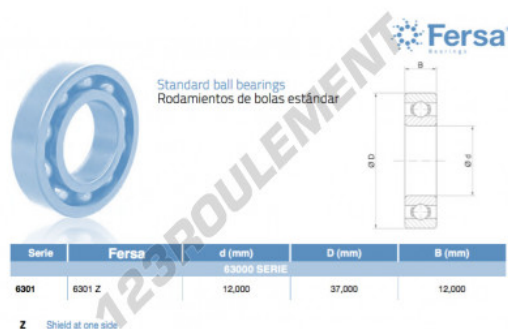 Fersa
Bearings
Standard ball bearings
Rodamientos de bolas estándar
B
Ø D
Ø d
Serie Fersa d (mm) D (mm) B (mm)
63000 SERIE
6301 6301 Z 12,000 37,000 12,000
Z Shield at one side
123ROULEMENT